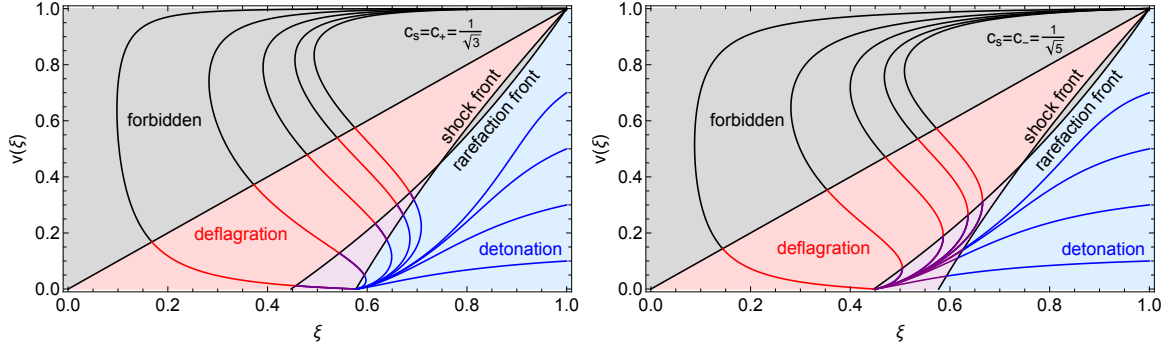 1.0
0.8
0.6
0.4
0.2
0.0
v(ξ)
c_s=c_+=1/√3
forbidden
shock front
rarefaction front
deflagration
detonation
0.0 0.2 0.4 0.6 0.8 1.0
ξ
1.0
0.8
0.6
0.4
0.2
0.0
v(ξ)
c_s=c_-=1/√5
forbidden
shock front
rarefaction front
deflagration
detonation
0.0 0.2 0.4 0.6 0.8 1.0
ξ